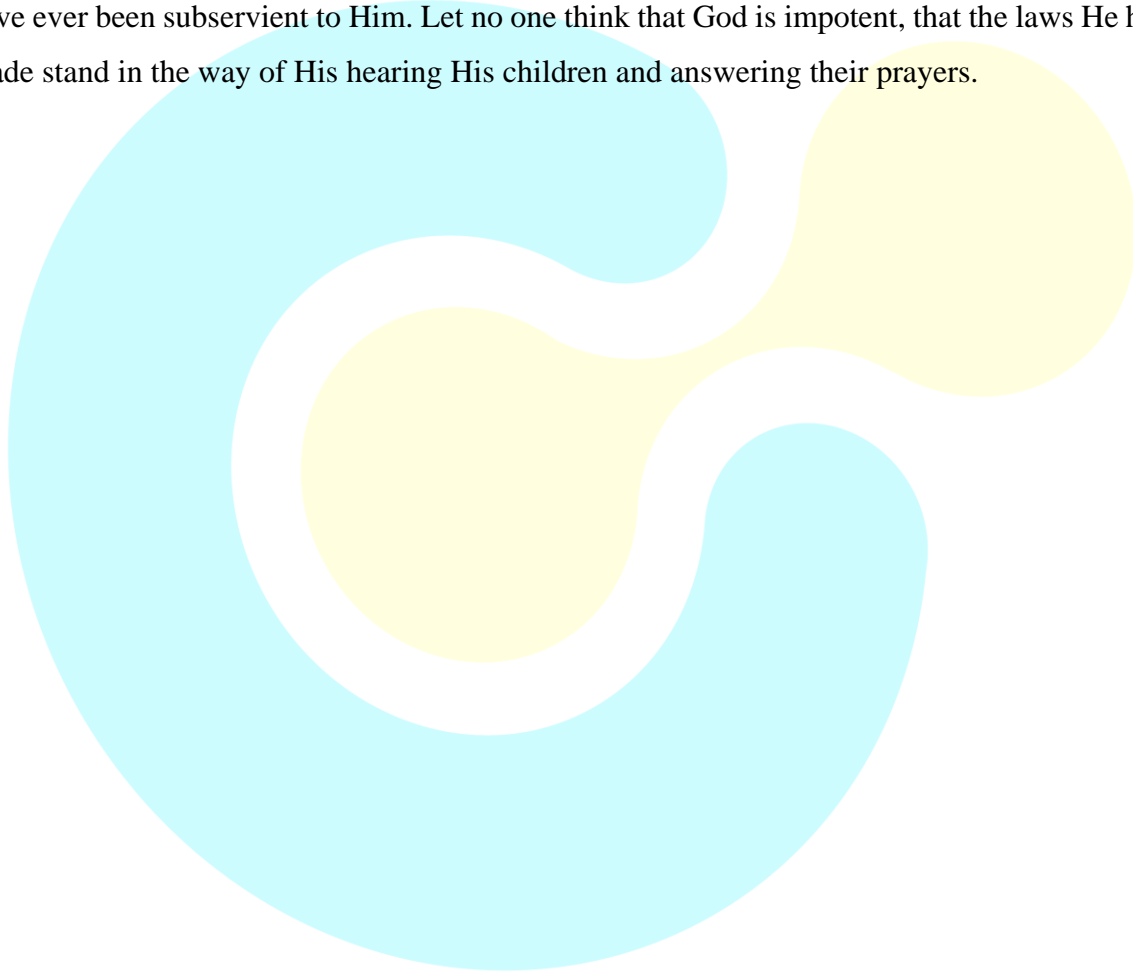 ve ever been subservient to Him. Let no one think that God is impotent, that the laws He h
ade stand in the way of His hearing His children and answering their prayers.